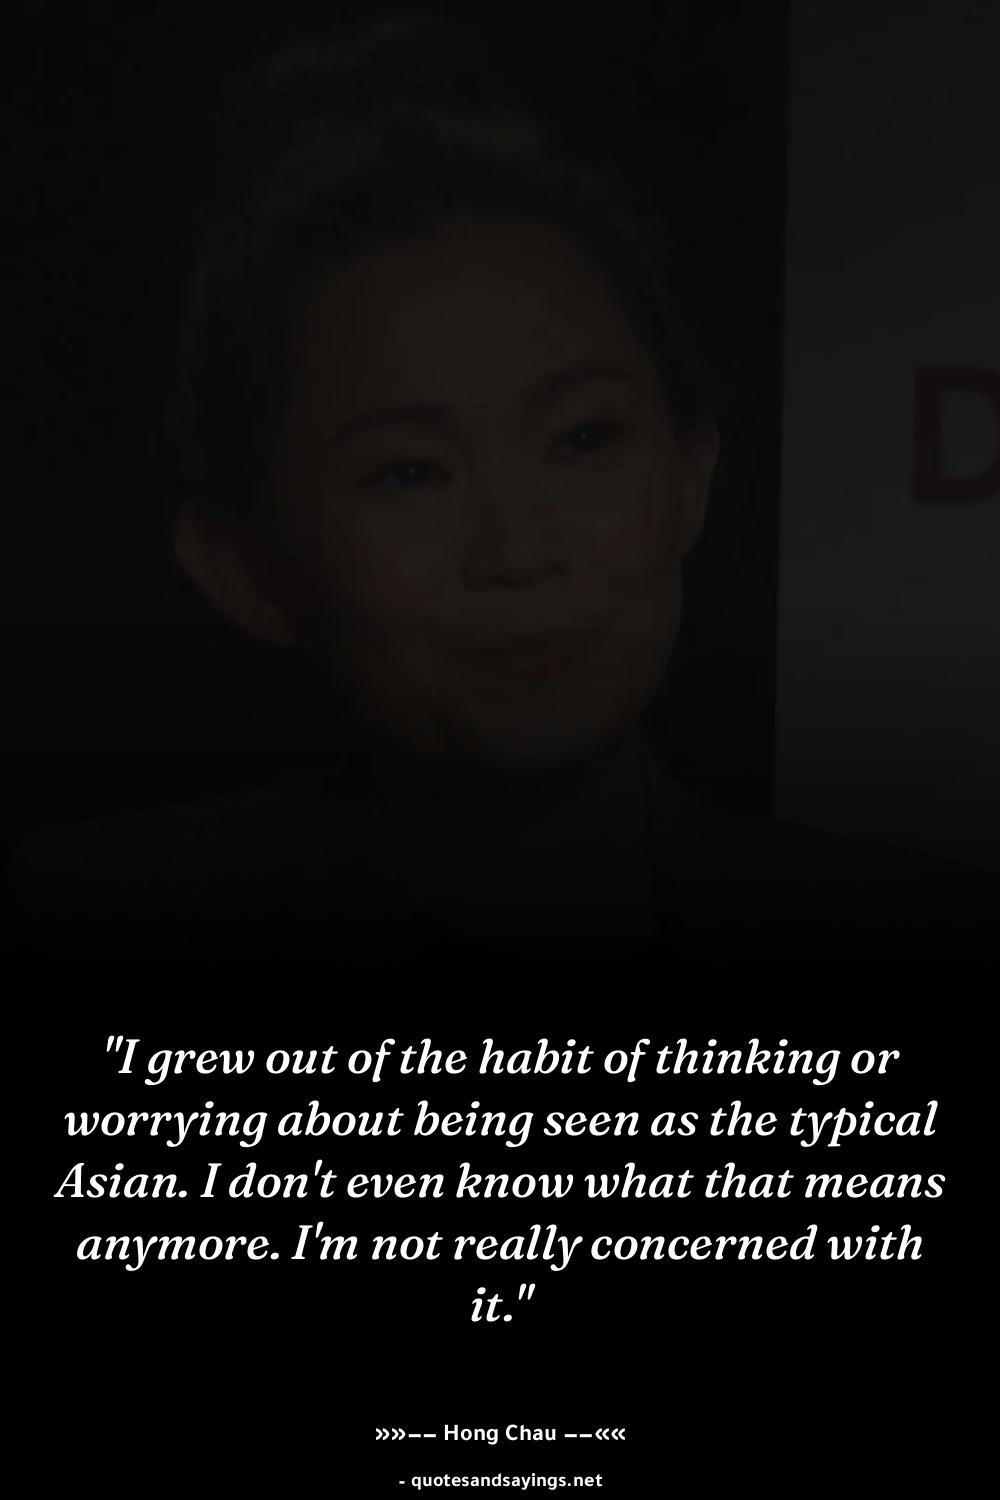 D
"I grew out of the habit of thinking or
worrying about being seen as the typical
Asian. I don't even know what that means
anymore. I'm not really concerned with
it."
»»–– Hong Chau ––««
- quotesandsayings.net